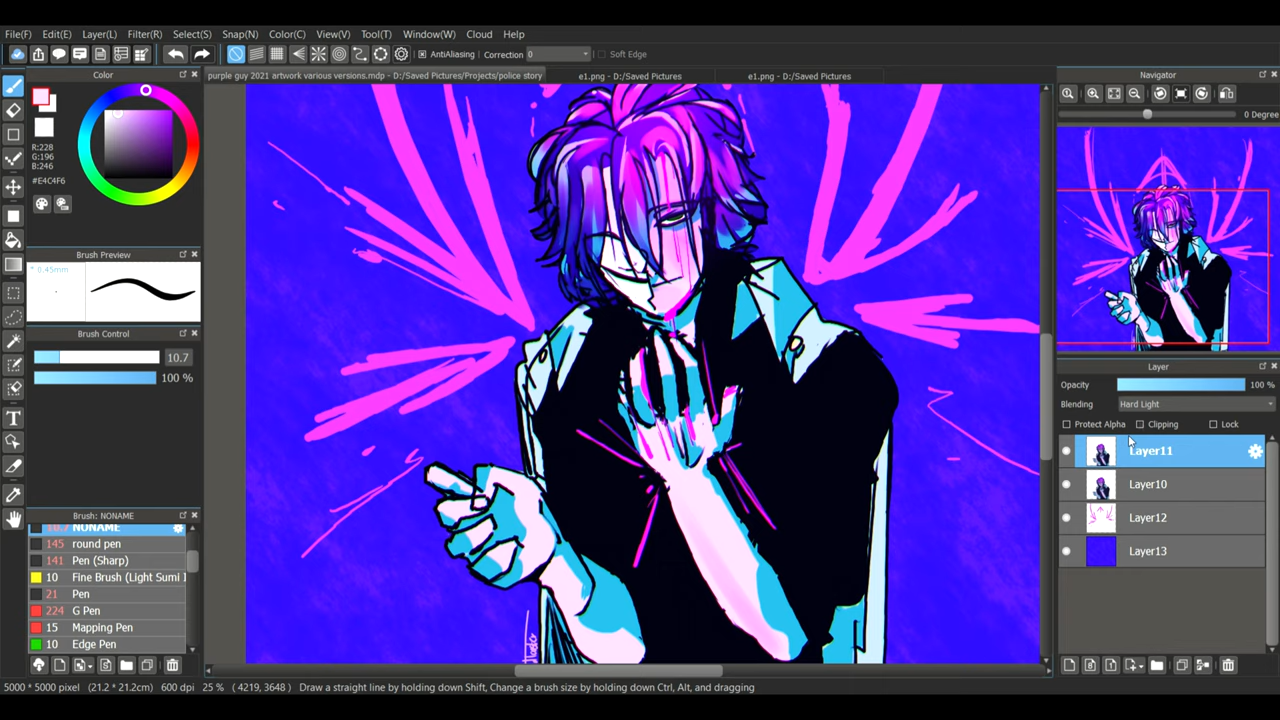 File(F) Edit(E) Layer(L) Filter(R) Select(S) Snap(N) Color(C) View(V) Tool(T) Window(W) Cloud Help
AntiAliasing Correction 0 Soft Edge
Color
purple guy 2021 artwork various versions.mdp - D:/Saved Pictures/Projects/police story
e1.png - D:/Saved Pictures
e1.png - D:/Saved Pictures
Navigator
0 Degree
R:228
G:196
B:246
#E4C4F6
Brush Preview
* 0.45mm
Brush Control
10.7
100 %
Brush: NONAME
10.7 NONAME
145 round pen
141 Pen (Sharp)
10 Fine Brush (Light Sumi I
21 Pen
224 G Pen
15 Mapping Pen
10 Edge Pen
Layer
Opacity 100 %
Blending Hard Light
Protect Alpha Clipping Lock
Layer11
Layer10
Layer12
Layer13
5000 * 5000 pixel (21.2 * 21.2cm) 600 dpi 25 % ( 4219, 3648 ) Draw a straight line by holding down Shift, Change a brush size by holding down Ctrl, Alt, and dragging